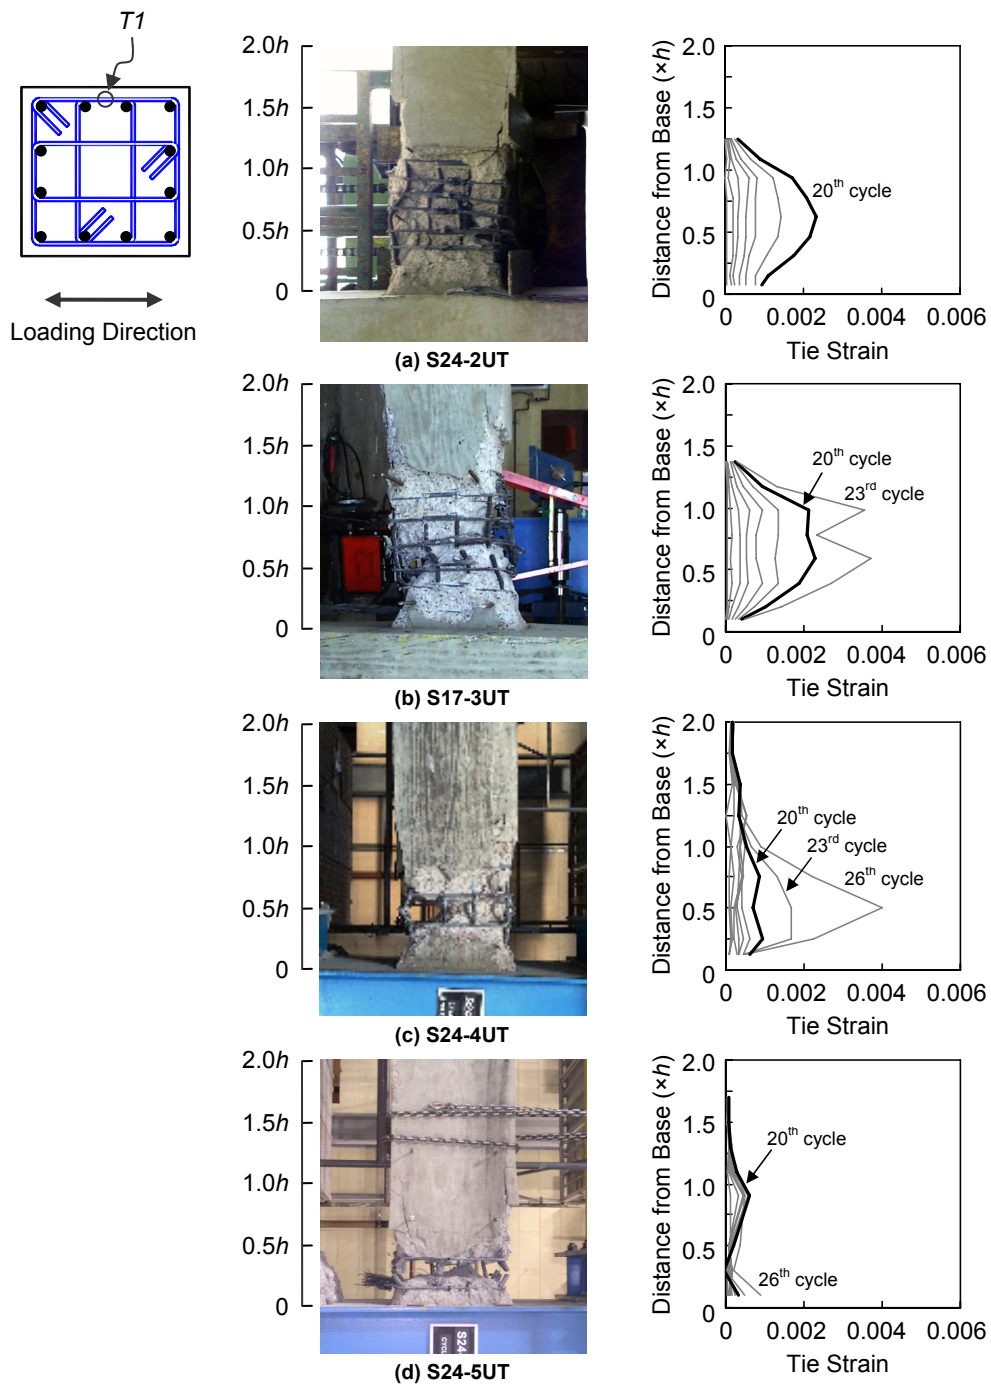 T1
Loading Direction
2.0h
1.5h
1.0h
0.5h
0
(a) S24-2UT
Distance from Base (×h)
2.0
1.5
1.0
0.5
0
20th cycle
0 0.002 0.004 0.006
Tie Strain
2.0h
1.5h
1.0h
0.5h
0
(b) S17-3UT
Distance from Base (×h)
2.0
1.5
1.0
0.5
0
20th cycle
23rd cycle
0 0.002 0.004 0.006
Tie Strain
2.0h
1.5h
1.0h
0.5h
0
(c) S24-4UT
Distance from Base (×h)
2.0
1.5
1.0
0.5
0
20th cycle
23rd cycle
26th cycle
0 0.002 0.004 0.006
Tie Strain
2.0h
1.5h
1.0h
0.5h
0
S24-
CYCL
(d) S24-5UT
Distance from Base (×h)
2.0
1.5
1.0
0.5
0
20th cycle
26th cycle
0 0.002 0.004 0.006
Tie Strain